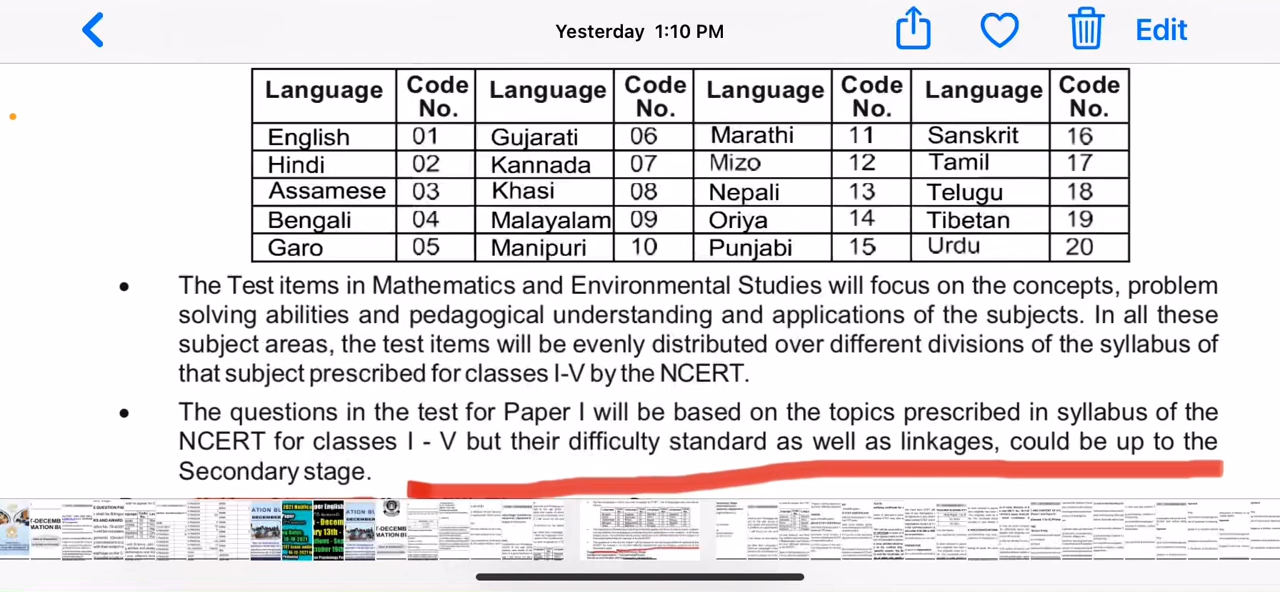 Yesterday 1:10 PM
Edit
Language Code No. Language Code No. Language Code No. Language Code No.
English 01 Gujarati 06 Marathi 11 Sanskrit 16
Hindi 02 Kannada 07 Mizo 12 Tamil 17
Assamese 03 Khasi 08 Nepali 13 Telugu 18
Bengali 04 Malayalam 09 Oriya 14 Tibetan 19
Garo 05 Manipuri 10 Punjabi 15 Urdu 20
• The Test items in Mathematics and Environmental Studies will focus on the concepts, problem
solving abilities and pedagogical understanding and applications of the subjects. In all these
subject areas, the test items will be evenly distributed over different divisions of the syllabus of
that subject prescribed for classes I-V by the NCERT.
• The questions in the test for Paper I will be based on the topics prescribed in syllabus of the
NCERT for classes I - V but their difficulty standard as well as linkages, could be up to the
Secondary stage.